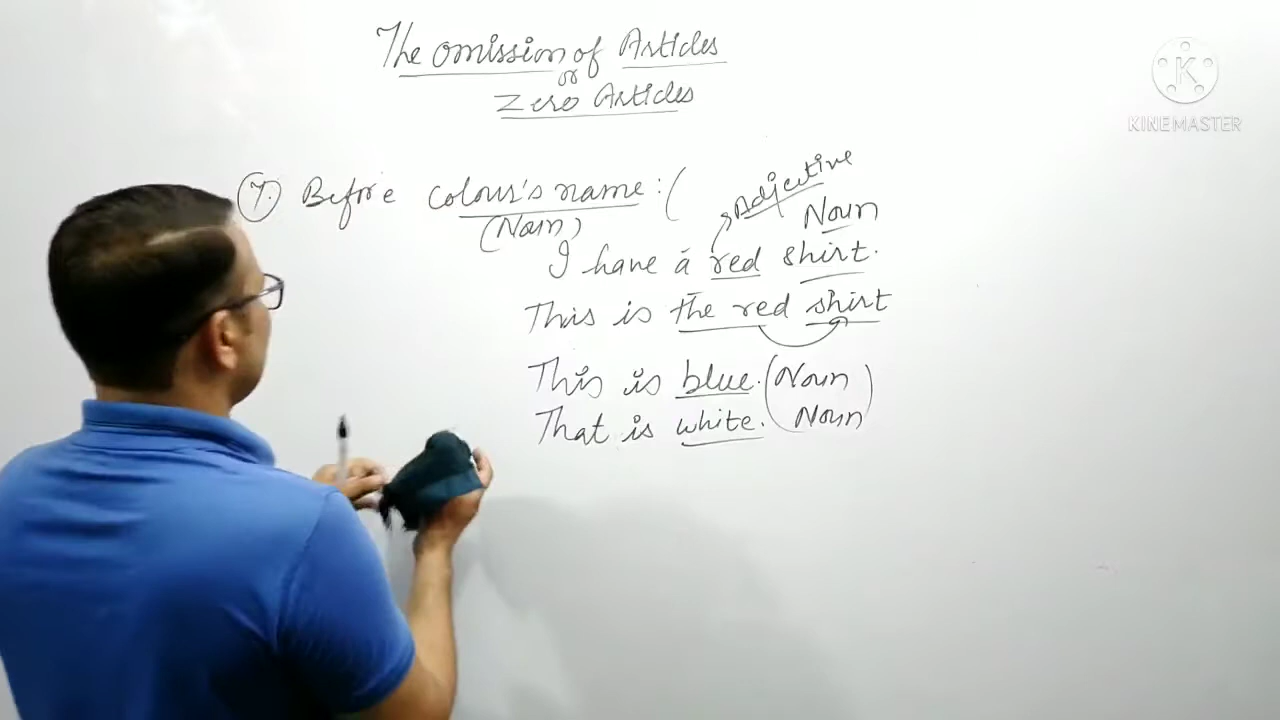 The omission of Articles
or
Zero Articles
7. Before colour's name :(
(Noun)
Adjective
Noun
I have a red shirt.
This is the red shirt
This is blue. (Noun)
That is white. Noun
K
KINEMASTER